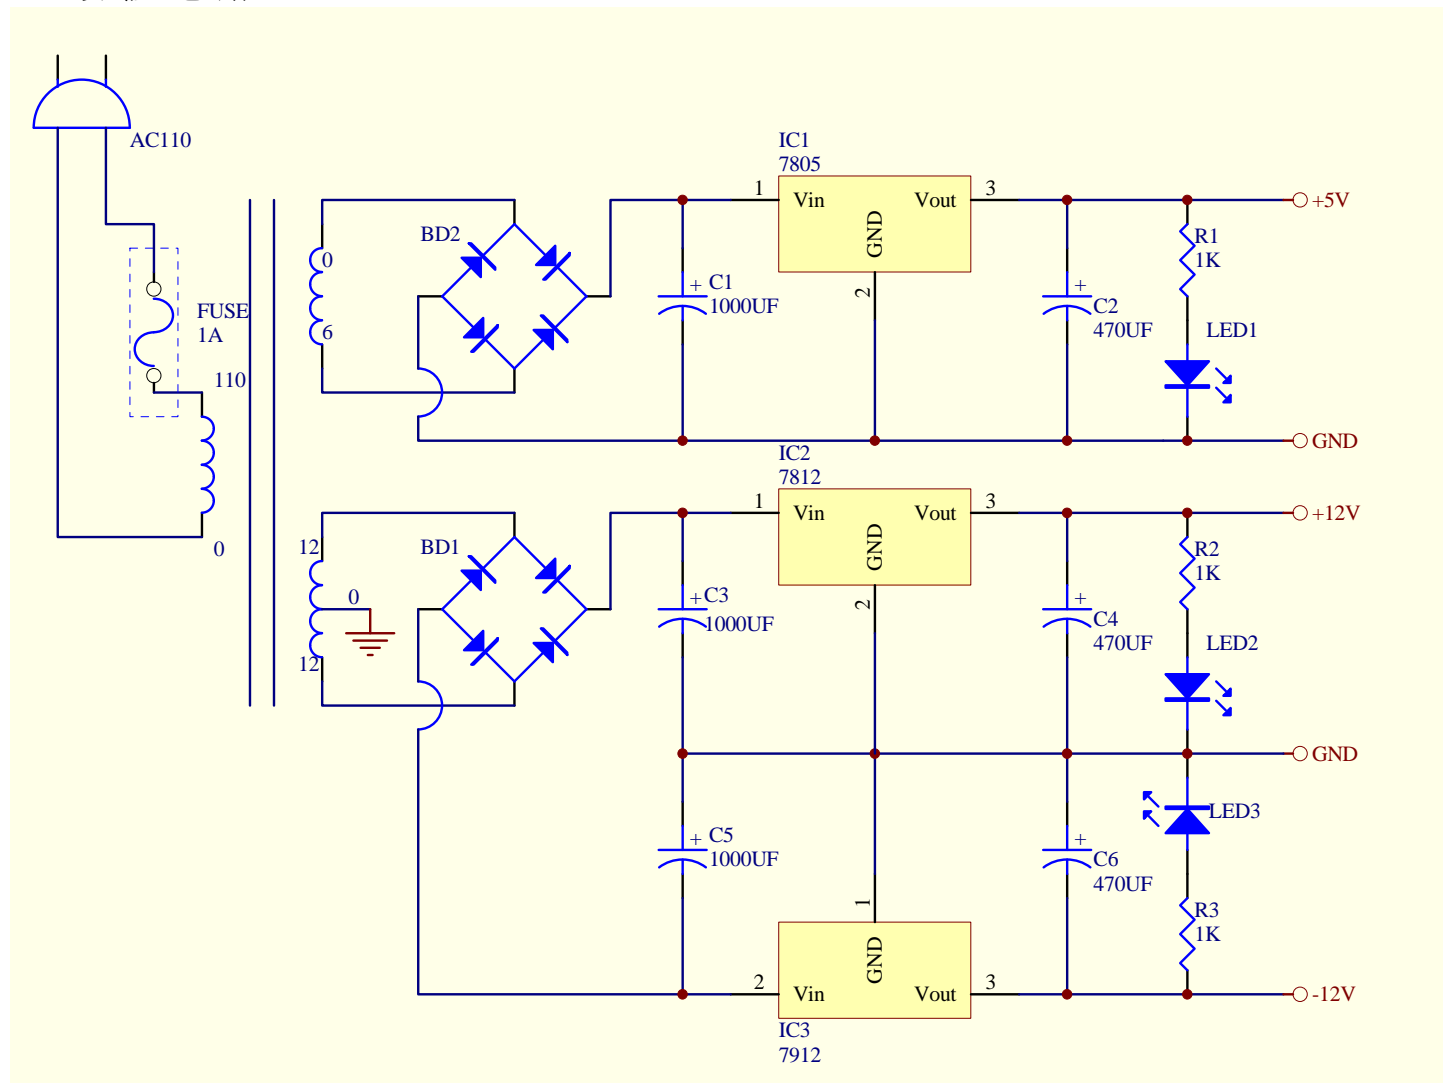 AC110
FUSE
1A
110
0
0
6
BD2
C1
1000UF
+
IC1
7805
1
Vin
Vout
3
GND
2
+
C2
470UF
R1
1K
LED1
+5V
GND
12
0
12
BD1
+
C3
1000UF
IC2
7812
1
Vin
Vout
3
GND
2
+
C4
470UF
R2
1K
LED2
+12V
GND
+
C5
1000UF
1
GND
2
Vin
Vout
3
IC3
7912
+
C6
470UF
LED3
R3
1K
-12V